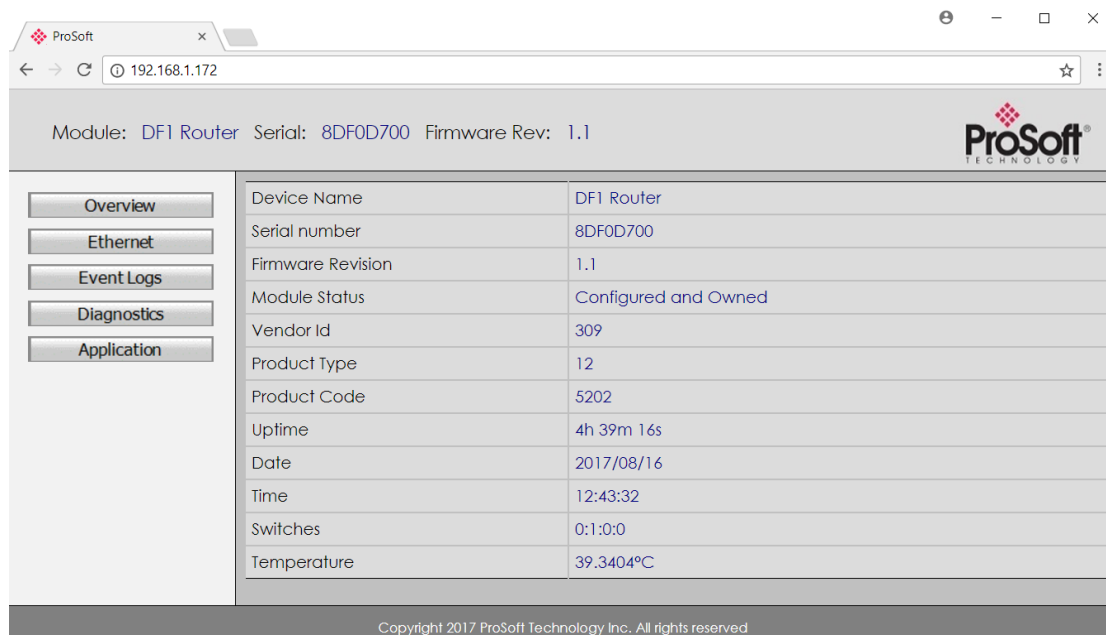 ProSoft
192.168.1.172
Module: DF1 Router Serial: 8DF0D700 Firmware Rev: 1.1
ProSoft®
TECHNOLOGY
Overview
Ethernet
Event Logs
Diagnostics
Application
Device Name DF1 Router
Serial number 8DF0D700
Firmware Revision 1.1
Module Status Configured and Owned
Vendor Id 309
Product Type 12
Product Code 5202
Uptime 4h 39m 16s
Date 2017/08/16
Time 12:43:32
Switches 0:1:0:0
Temperature 39.3404°C
Copyright 2017 ProSoft Technology Inc. All rights reserved